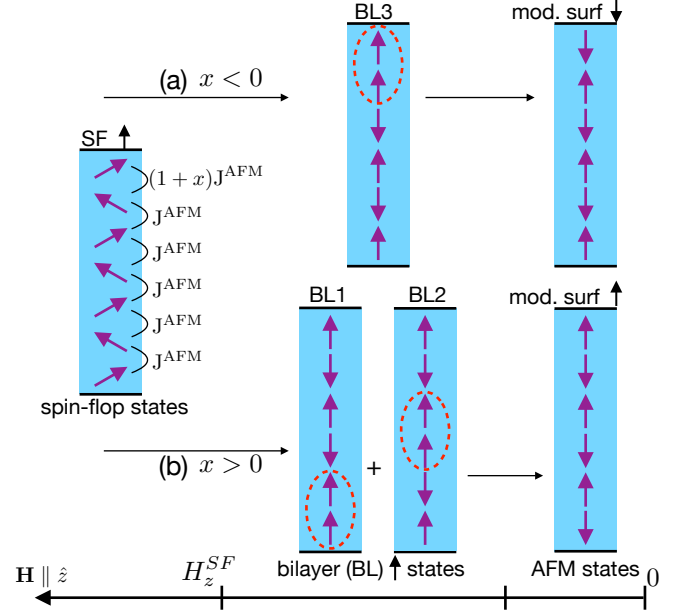 BL3
mod. surf
(a) x < 0
SF
(1 + x)J^AFM
J^AFM
J^AFM
J^AFM
J^AFM
J^AFM
spin-flop states
BL1
BL2
mod. surf
+
(b) x > 0
H ∥ ẑ
H_z^SF
bilayer (BL) ↑ states
AFM states
0